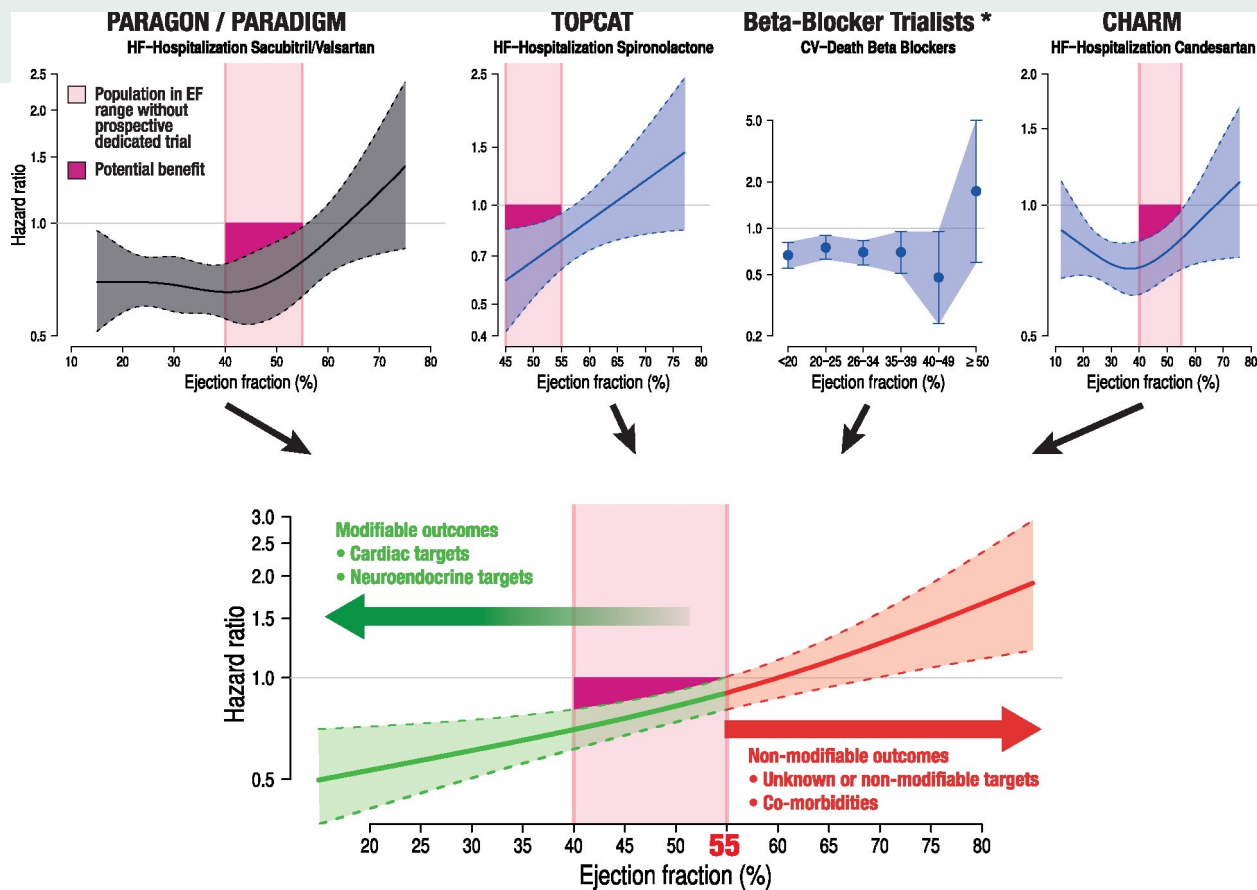 PARAGON / PARADIGM
HF-Hospitalization Sacubitril/Valsartan
Hazard ratio
2.5
2.0
1.5
1.0
0.5
Population in EF
range without
prospective
dedicated trial
Potential benefit
10
20
30
40
50
60
70
80
Ejection fraction (%)
TOPCAT
HF-Hospitalization Spironolactone
2.5
1.5
1.0
0.7
0.5
0.4
45
50
55
60
65
70
75
80
Ejection fraction (%)
Beta-Blocker Trialists *
CV-Death Beta Blockers
5.0
2.0
1.0
0.5
0.2
<20
20-25
26-34
35-39
40-49
≥ 50
Ejection fraction (%)
CHARM
HF-Hospitalization Candesartan
2.0
1.5
1.0
0.5
10
20
30
40
50
60
70
80
Ejection fraction (%)
Hazard ratio
3.0
2.5
2.0
1.5
1.0
0.5
Modifiable outcomes
• Cardiac targets
• Neuroendocrine targets
Non-modifiable outcomes
• Unknown or non-modifiable targets
• Co-morbidities
20
25
30
35
40
45
50
55
60
65
70
75
80
Ejection fraction (%)